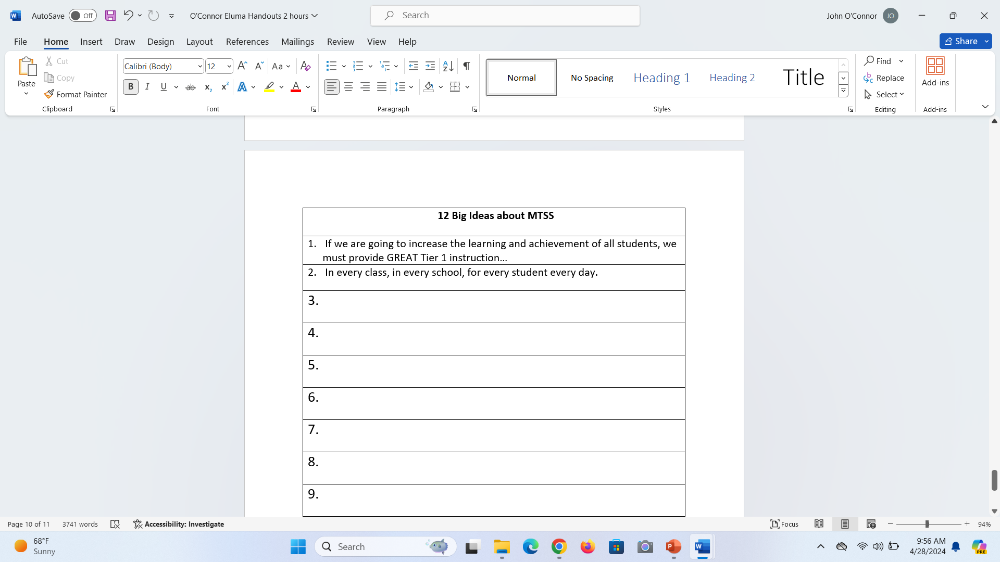 AutoSave Off O'Connor Eluma Handouts 2 hours Search John O'Connor JO
File Home Insert Draw Design Layout References Mailings Review View Help Share
Paste Cut Copy Format Painter Clipboard
Calibri (Body) 12 Aa
B I U ab x2 x2 A A Font
Paragraph
Normal No Spacing Heading 1 Heading 2 Title Styles
Find Replace Select Editing
Add-ins Add-ins
12 Big Ideas about MTSS
1. If we are going to increase the learning and achievement of all students, we
must provide GREAT Tier 1 instruction…
2. In every class, in every school, for every student every day.
3.
4.
5.
6.
7.
8.
9.
Page 10 of 11 3741 words Accessibility: Investigate Focus 94%
68°F
Sunny
Search
9:56 AM
4/28/2024
PRE